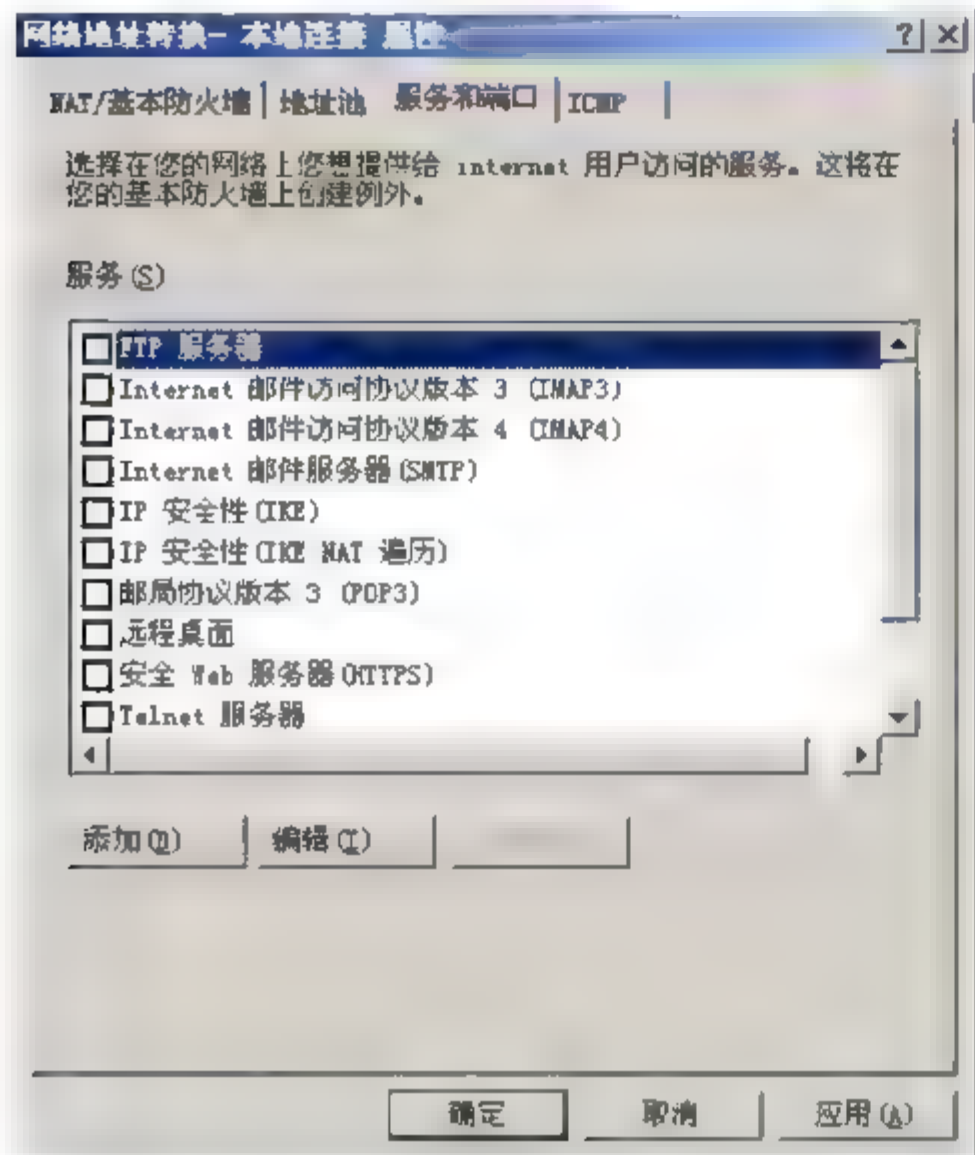 网络地址转换- 本地连接 属性
NAT/基本防火墙 地址池 服务和端口 ICMP
选择在您的网络上您想提供给 Internet 用户访问的服务。这将在
您的基本防火墙上创建例外。
服务(S)
FTP 服务器
Internet 邮件访问协议版本 3 (IMAP3)
Internet 邮件访问协议版本 4 (IMAP4)
Internet 邮件服务器(SMTP)
IP 安全性(IKE)
IP 安全性(IKE NAT 遍历)
邮局协议版本 3 (POP3)
远程桌面
安全 Web 服务器(HTTPS)
Telnet 服务器
添加(D) 编辑(T)
确定 取消 应用(A)